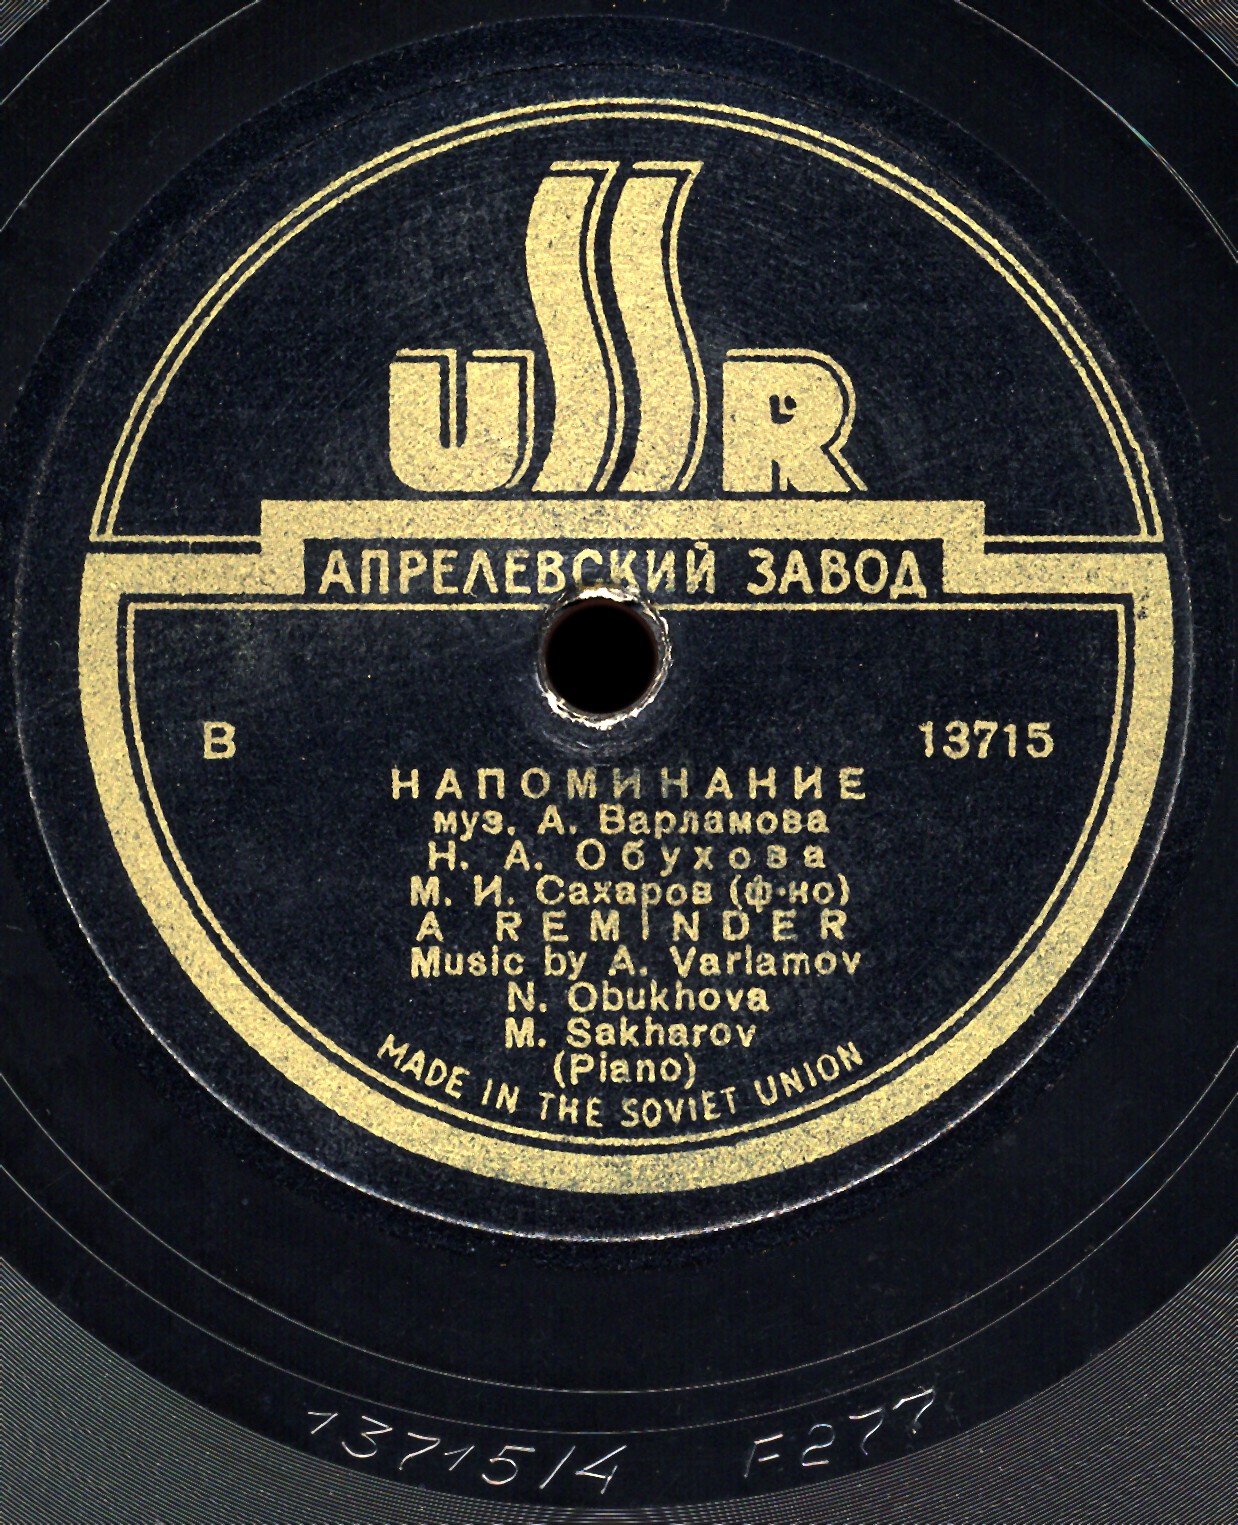 USSR
АПРЕЛЕВСКИЙ ЗАВОД
В 13715
НАПОМИНАНИЕ
муз. А. Варламова
Н. А. Обухова
М. И. Сахаров (ф-но)
A REMINDER
Music by A. Varlamov
N. Obukhova
M. Sakharov
(Piano)
MADE IN THE SOVIET UNION
13715/4 F277